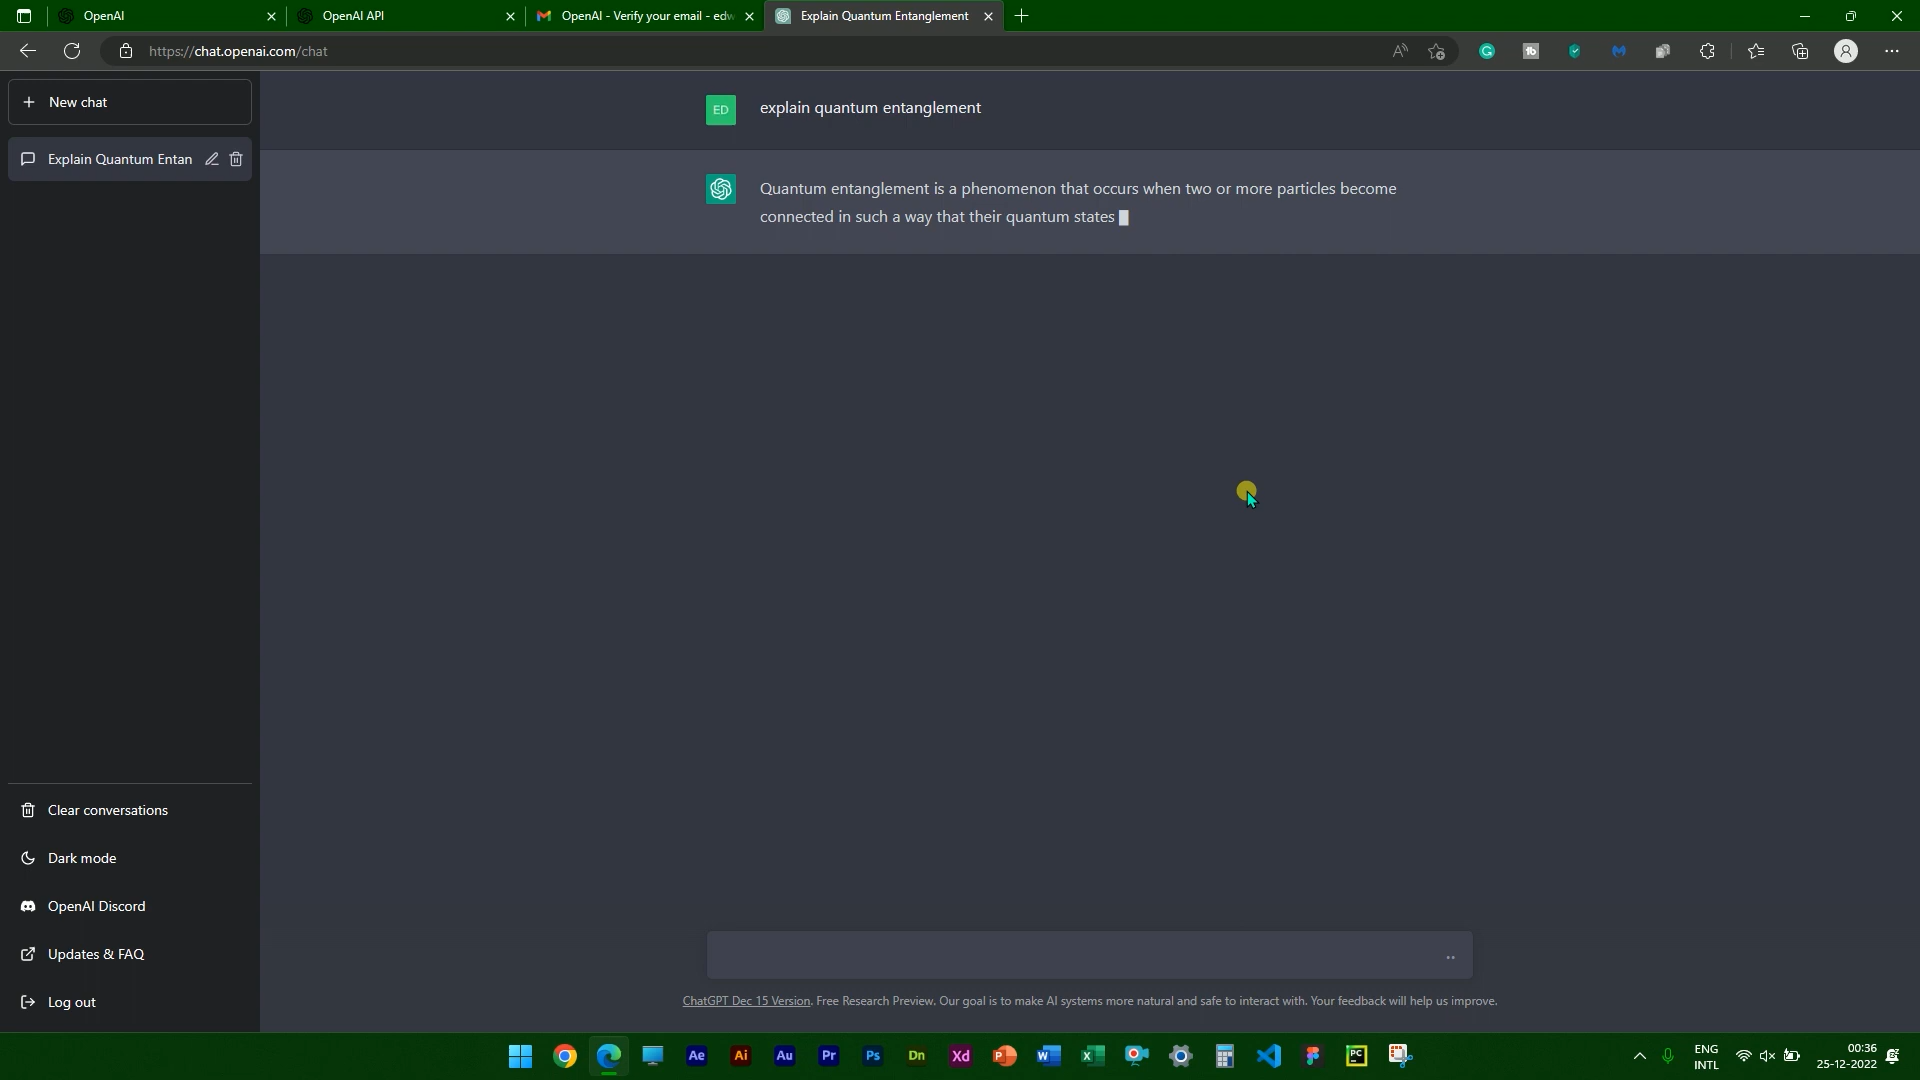 OpenAI
OpenAI API
OpenAI - Verify your email - edw
Explain Quantum Entanglement
https://chat.openai.com/chat
New chat
Explain Quantum Entan
ED
explain quantum entanglement
Quantum entanglement is a phenomenon that occurs when two or more particles become
connected in such a way that their quantum states
Clear conversations
Dark mode
OpenAI Discord
Updates & FAQ
Log out
ChatGPT Dec 15 Version. Free Research Preview. Our goal is to make AI systems more natural and safe to interact with. Your feedback will help us improve.
Ae
Ai
Au
Pr
Ps
Dn
Xd
P
W
X
PC
ENG
INTL
00:36
25-12-2022